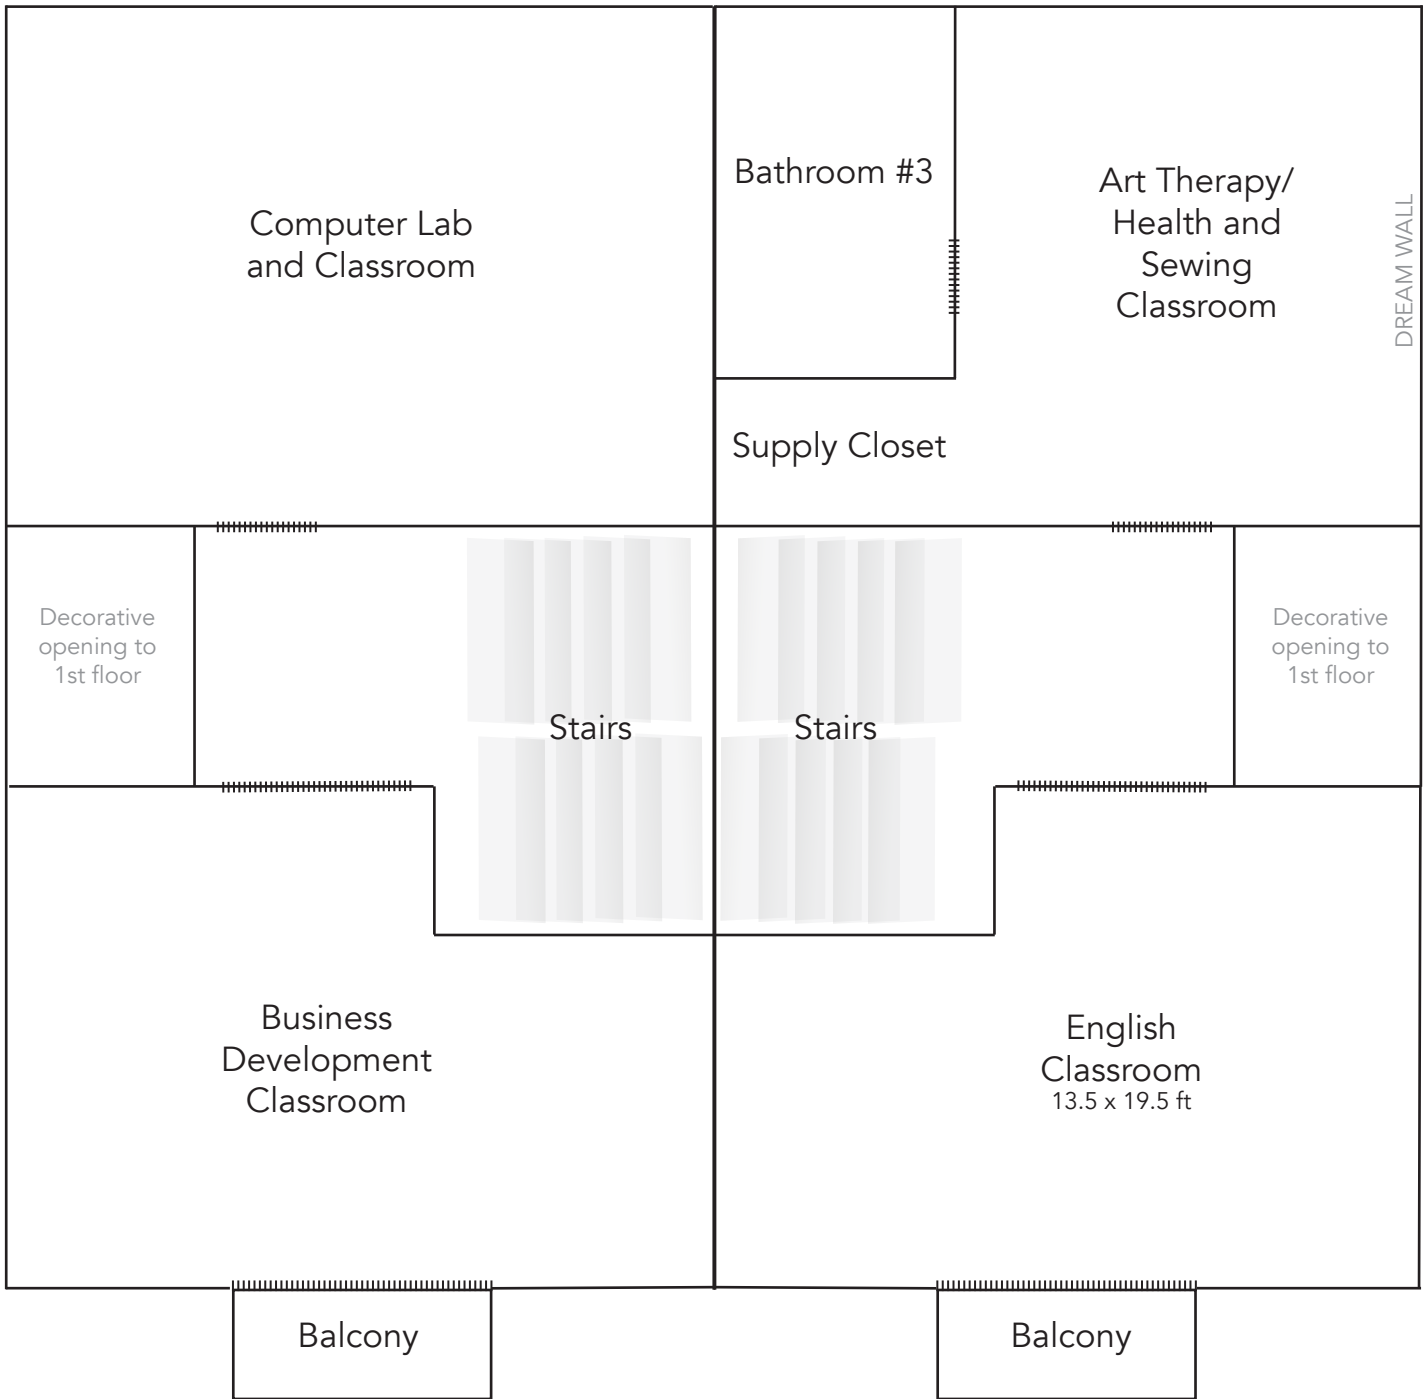 Computer Lab
and Classroom
Bathroom #3
Art Therapy/
Health and
Sewing
Classroom
DREAM WALL
Supply Closet
Decorative
opening to
1st floor
Stairs
Stairs
Decorative
opening to
1st floor
Business
Development
Classroom
English
Classroom
13.5 x 19.5 ft
Balcony
Balcony